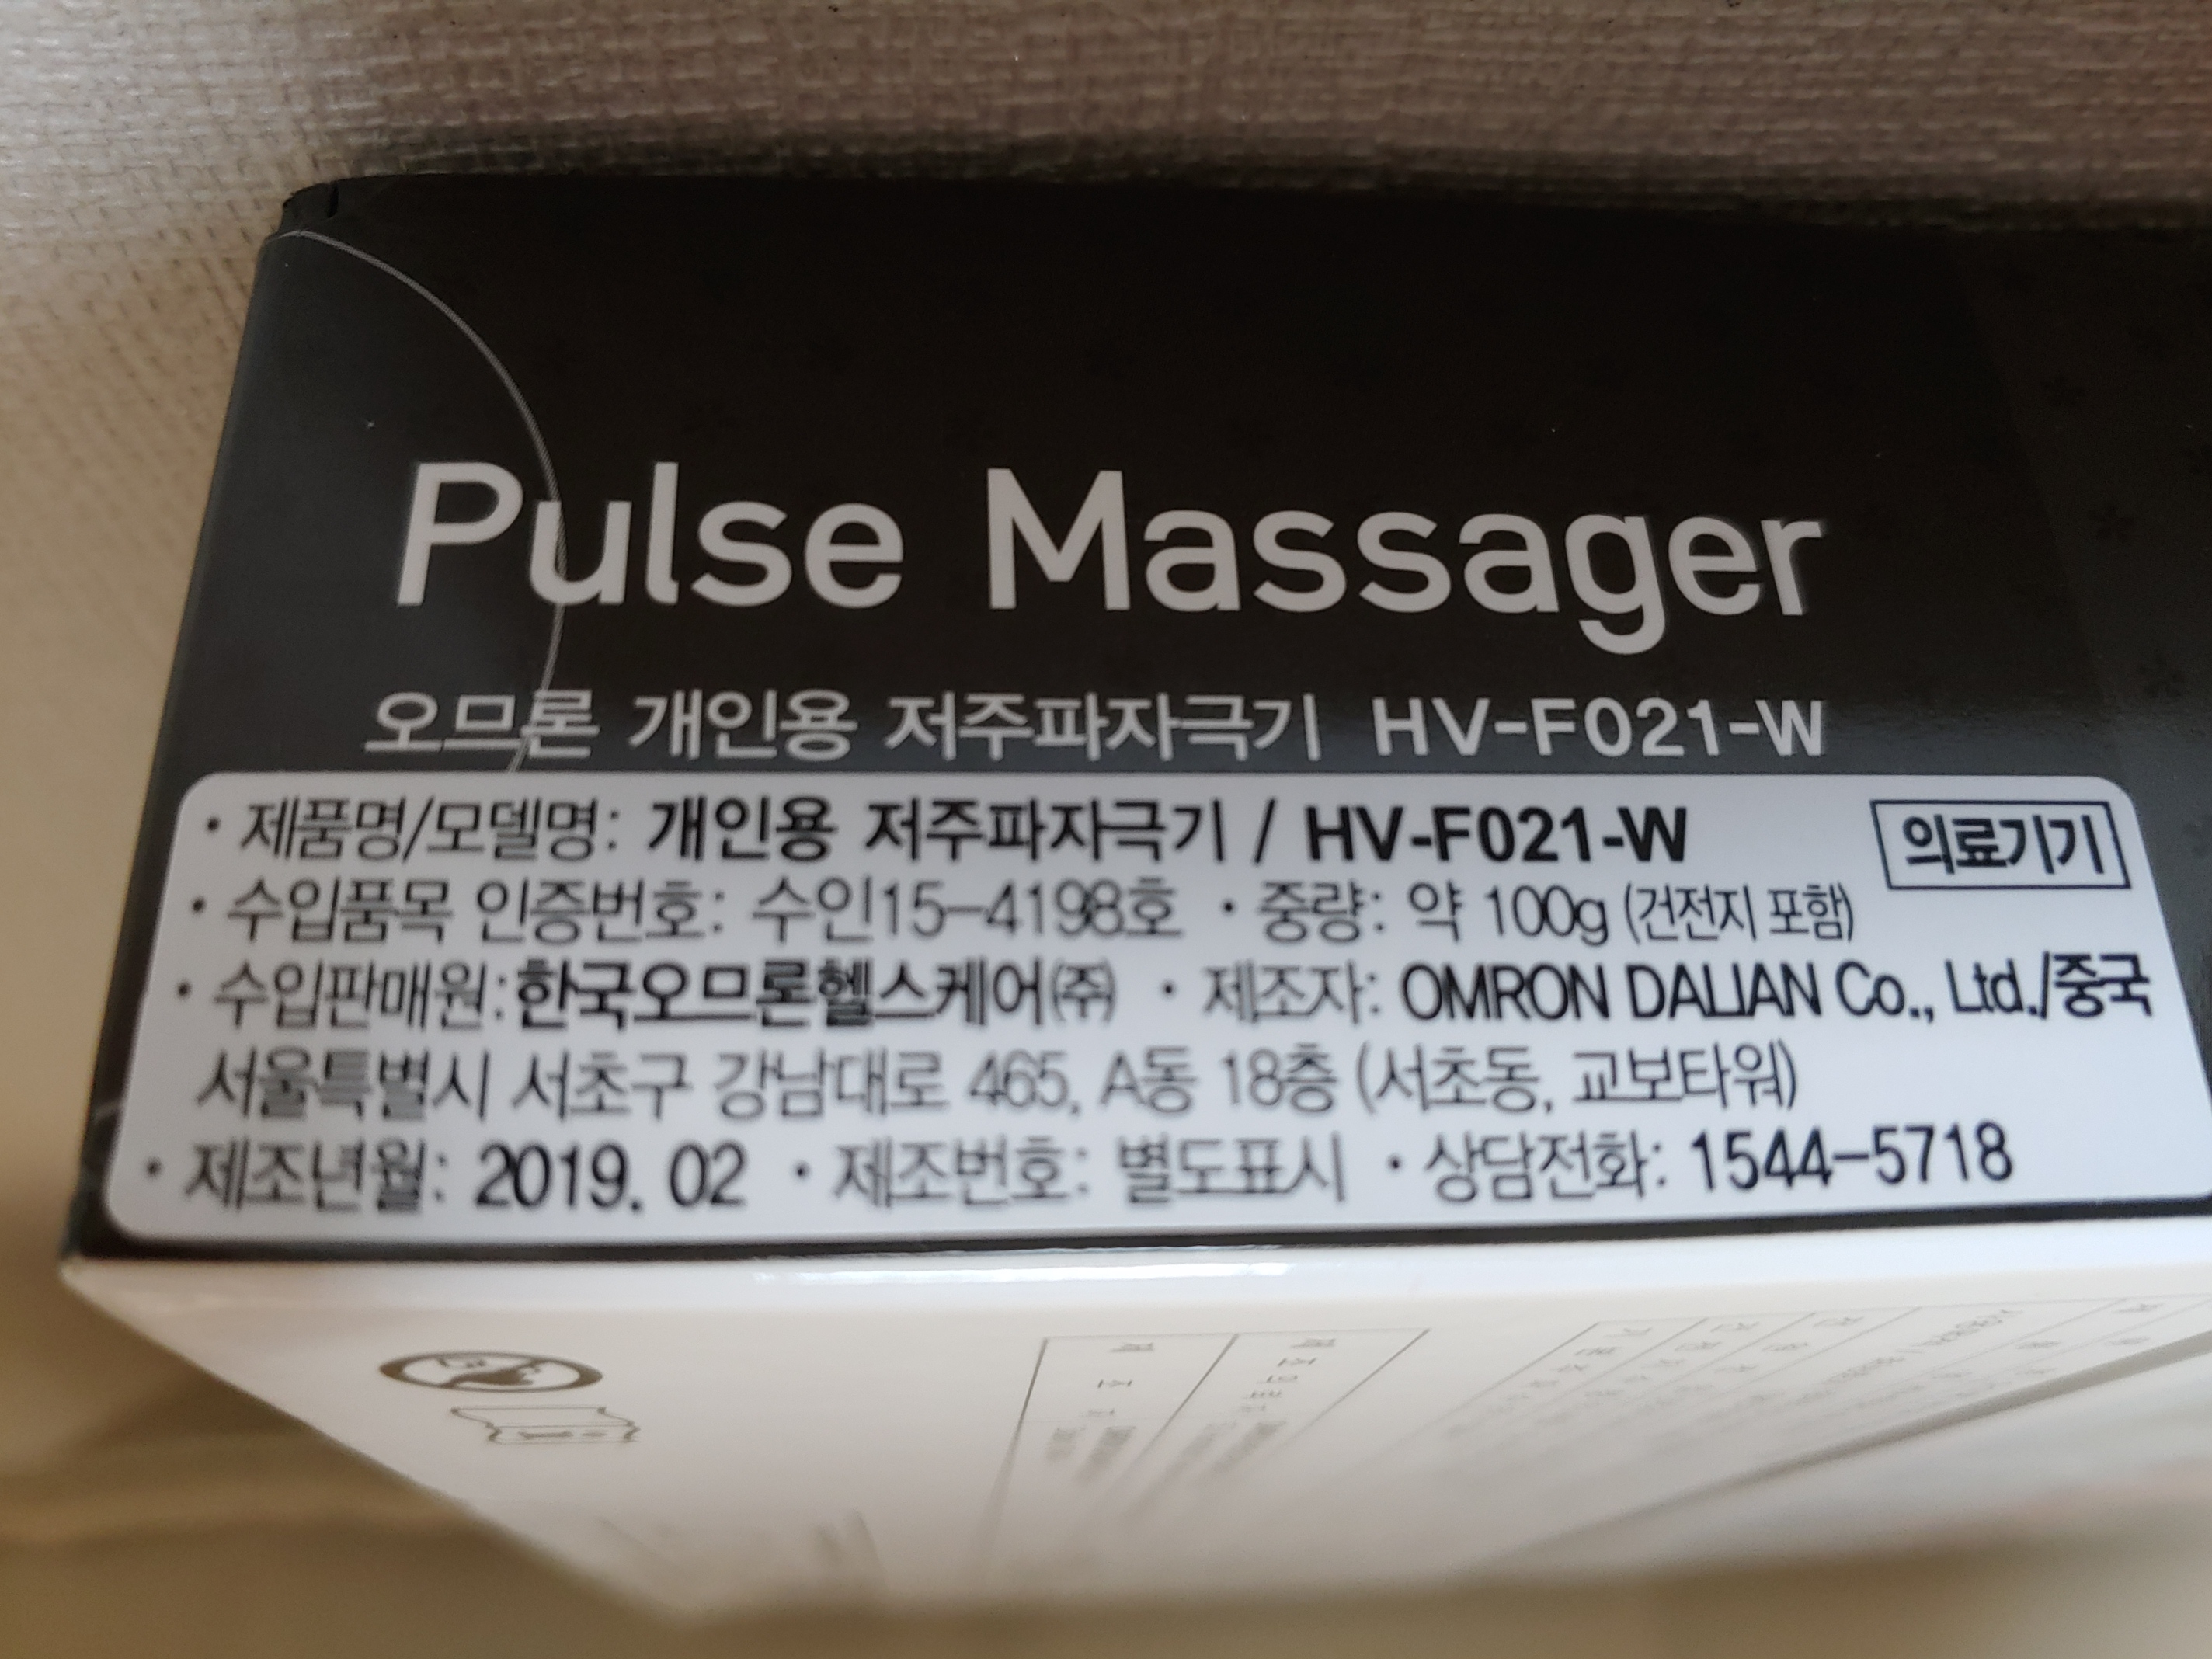 Pulse Massager
오므론 개인용 저주파자극기 HV-F021-W
· 제품명/모델명: 개인용 저주파자극기 / HV-F021-W 의료기기
· 수입품목 인증번호: 수인15-4198호 · 중량: 약 100g (건전지 포함)
· 수입판매원:한국오므론헬스케어㈜ · 제조자: OMRON DALIAN Co., Ltd./중국
서울특별시 서초구 강남대로 465, A동 18층 (서초동, 교보타워)
· 제조년월: 2019. 02 · 제조번호: 별도표시 · 상담전화: 1544-5718